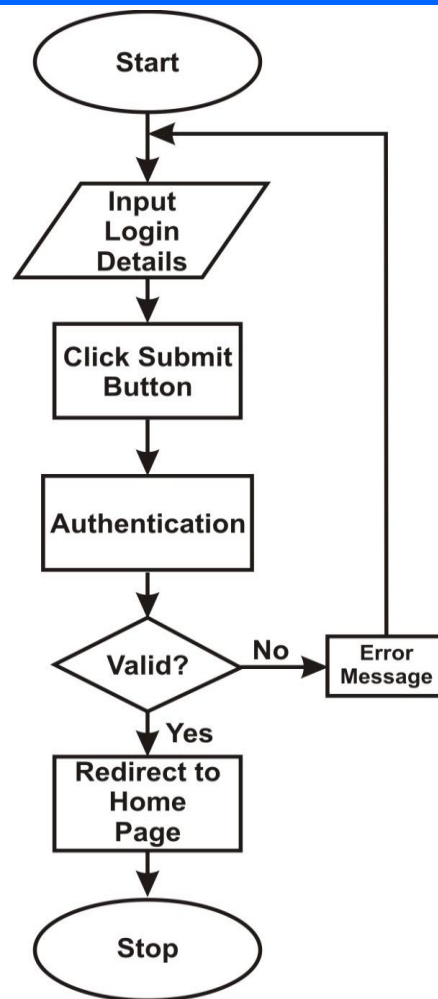 Start
Input
Login
Details
Click Submit
Button
Authentication
Valid?
No
Error
Message
Yes
Redirect to
Home
Page
Stop